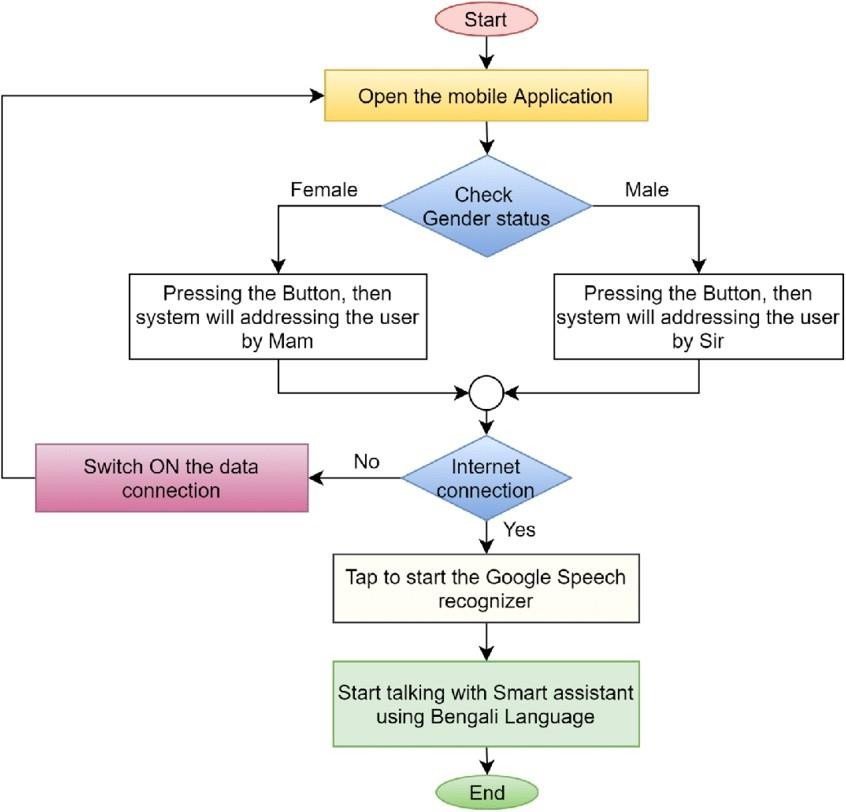 Start
Open the mobile Application
Check
Gender status
Female
Male
Pressing the Button, then
system will addressing the user
by Mam
Pressing the Button, then
system will addressing the user
by Sir
Internet
connection
No
Switch ON the data
connection
Yes
Tap to start the Google Speech
recognizer
Start talking with Smart assistant
using Bengali Language
End